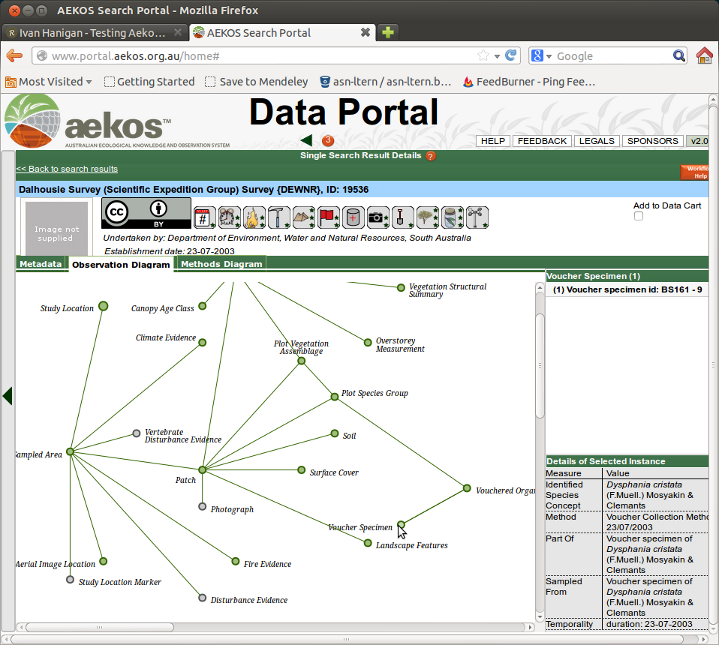 AEKOS Search Portal - Mozilla Firefox
Ivan Hanigan - Testing Aeko...
AEKOS Search Portal
www.portal.aekos.org.au/home#
Google
Most Visited
Getting Started
Save to Mendeley
asn-ltern / asn-ltern.b...
FeedBurner - Ping Fee...
aekos™
AUSTRALIAN ECOLOGICAL KNOWLEDGE AND OBSERVATION SYSTEM
Data Portal
3
HELP
FEEDBACK
LEGALS
SPONSORS
v2.0
Single Search Result Details ?
<< Back to search results
Workflow
Help
Dalhousie Survey {Scientific Expedition Group) Survey {DEWNR}, ID: 19536
Image not
supplied
CC
BY
START
Add to Data Cart
Undertaken by: Department of Environment, Water and Natural Resources, South Australia
Establishment date: 23-07-2003
Metadata
Observation Diagram
Methods Diagram
Study Location
Canopy Age Class
Vegetation Structural
Summary
Climate Evidence
Plot Vegetation
Assemblage
Overstorey
Measurement
Plot Species Group
Vertebrate
Disturbance Evidence
Soil
ampled Area
Patch
Surface Cover
Vouchered Orga
Photograph
Voucher Specimen
Landscape Features
Aerial Image Location
Fire Evidence
Study Location Marker
Disturbance Evidence
Voucher Specimen (1)
(1) Voucher specimen id: BS161 - 9
Details of Selected Instance
Measure Value
Identified Species Concept
Dysphania cristata
(F.Muell.) Mosyakin &
Clemants
Method
Voucher Collection Metho
23/07/2003
Part Of
Voucher specimen of
Dysphania cristata
(F.Muell.) Mosyakin &
Clemants
Sampled From
Voucher specimen of
Dysphania cristata
(F.Muell.) Mosyakin &
Clemants
Temporality duration: 23-07-2003